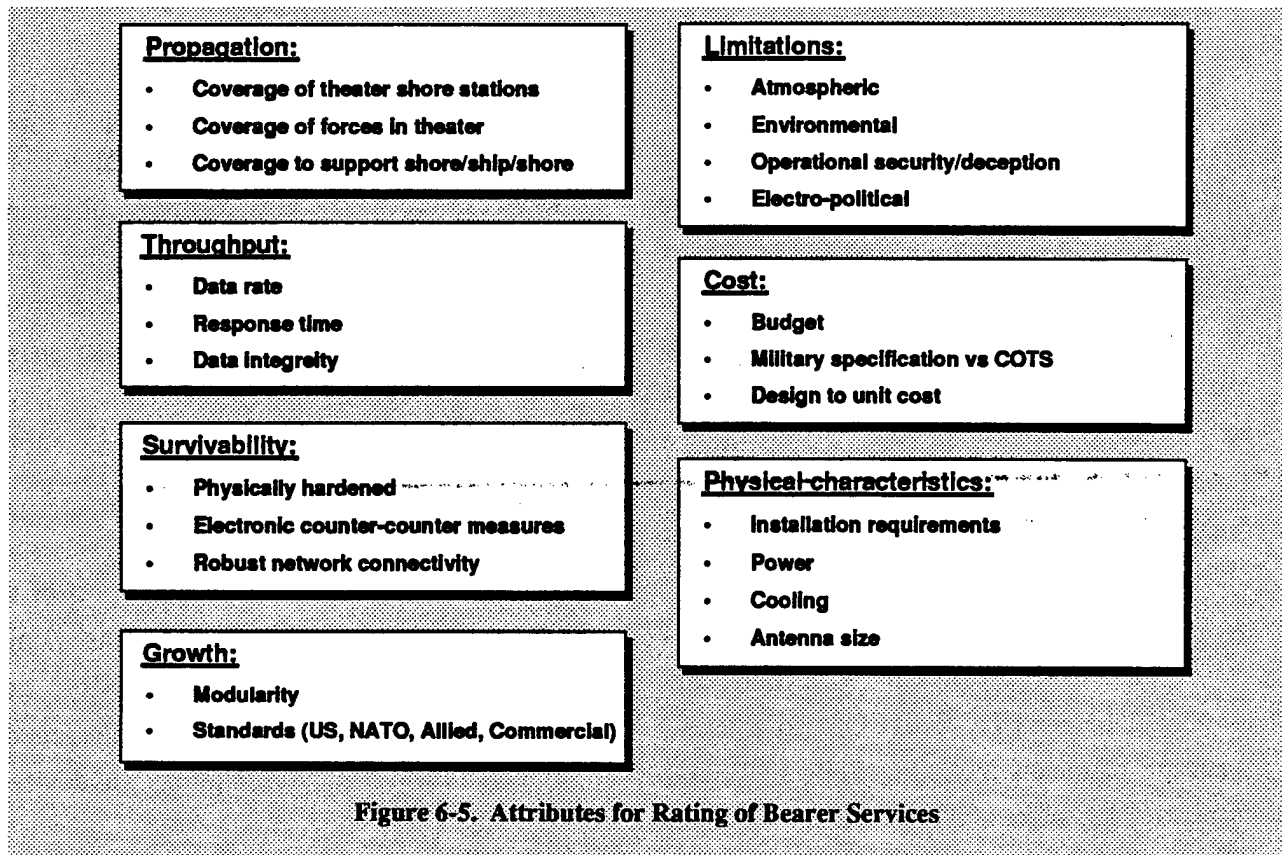 Propagation:
• Coverage of theater shore stations
• Coverage of forces in theater
• Coverage to support shore/ship/shore
Throughput:
• Data rate
• Response time
• Data integreity
Survivability:
• Physically hardened
• Electronic counter-counter measures
• Robust network connectivity
Growth:
• Modularity
• Standards (US, NATO, Allied, Commercial)
Limitations:
• Atmospheric
• Environmental
• Operational security/deception
• Electro-political
Cost:
• Budget
• Military specification vs COTS
• Design to unit cost
Physical characteristics:
• Installation requirements
• Power
• Cooling
• Antenna size
Figure 6-5. Attributes for Rating of Bearer Services